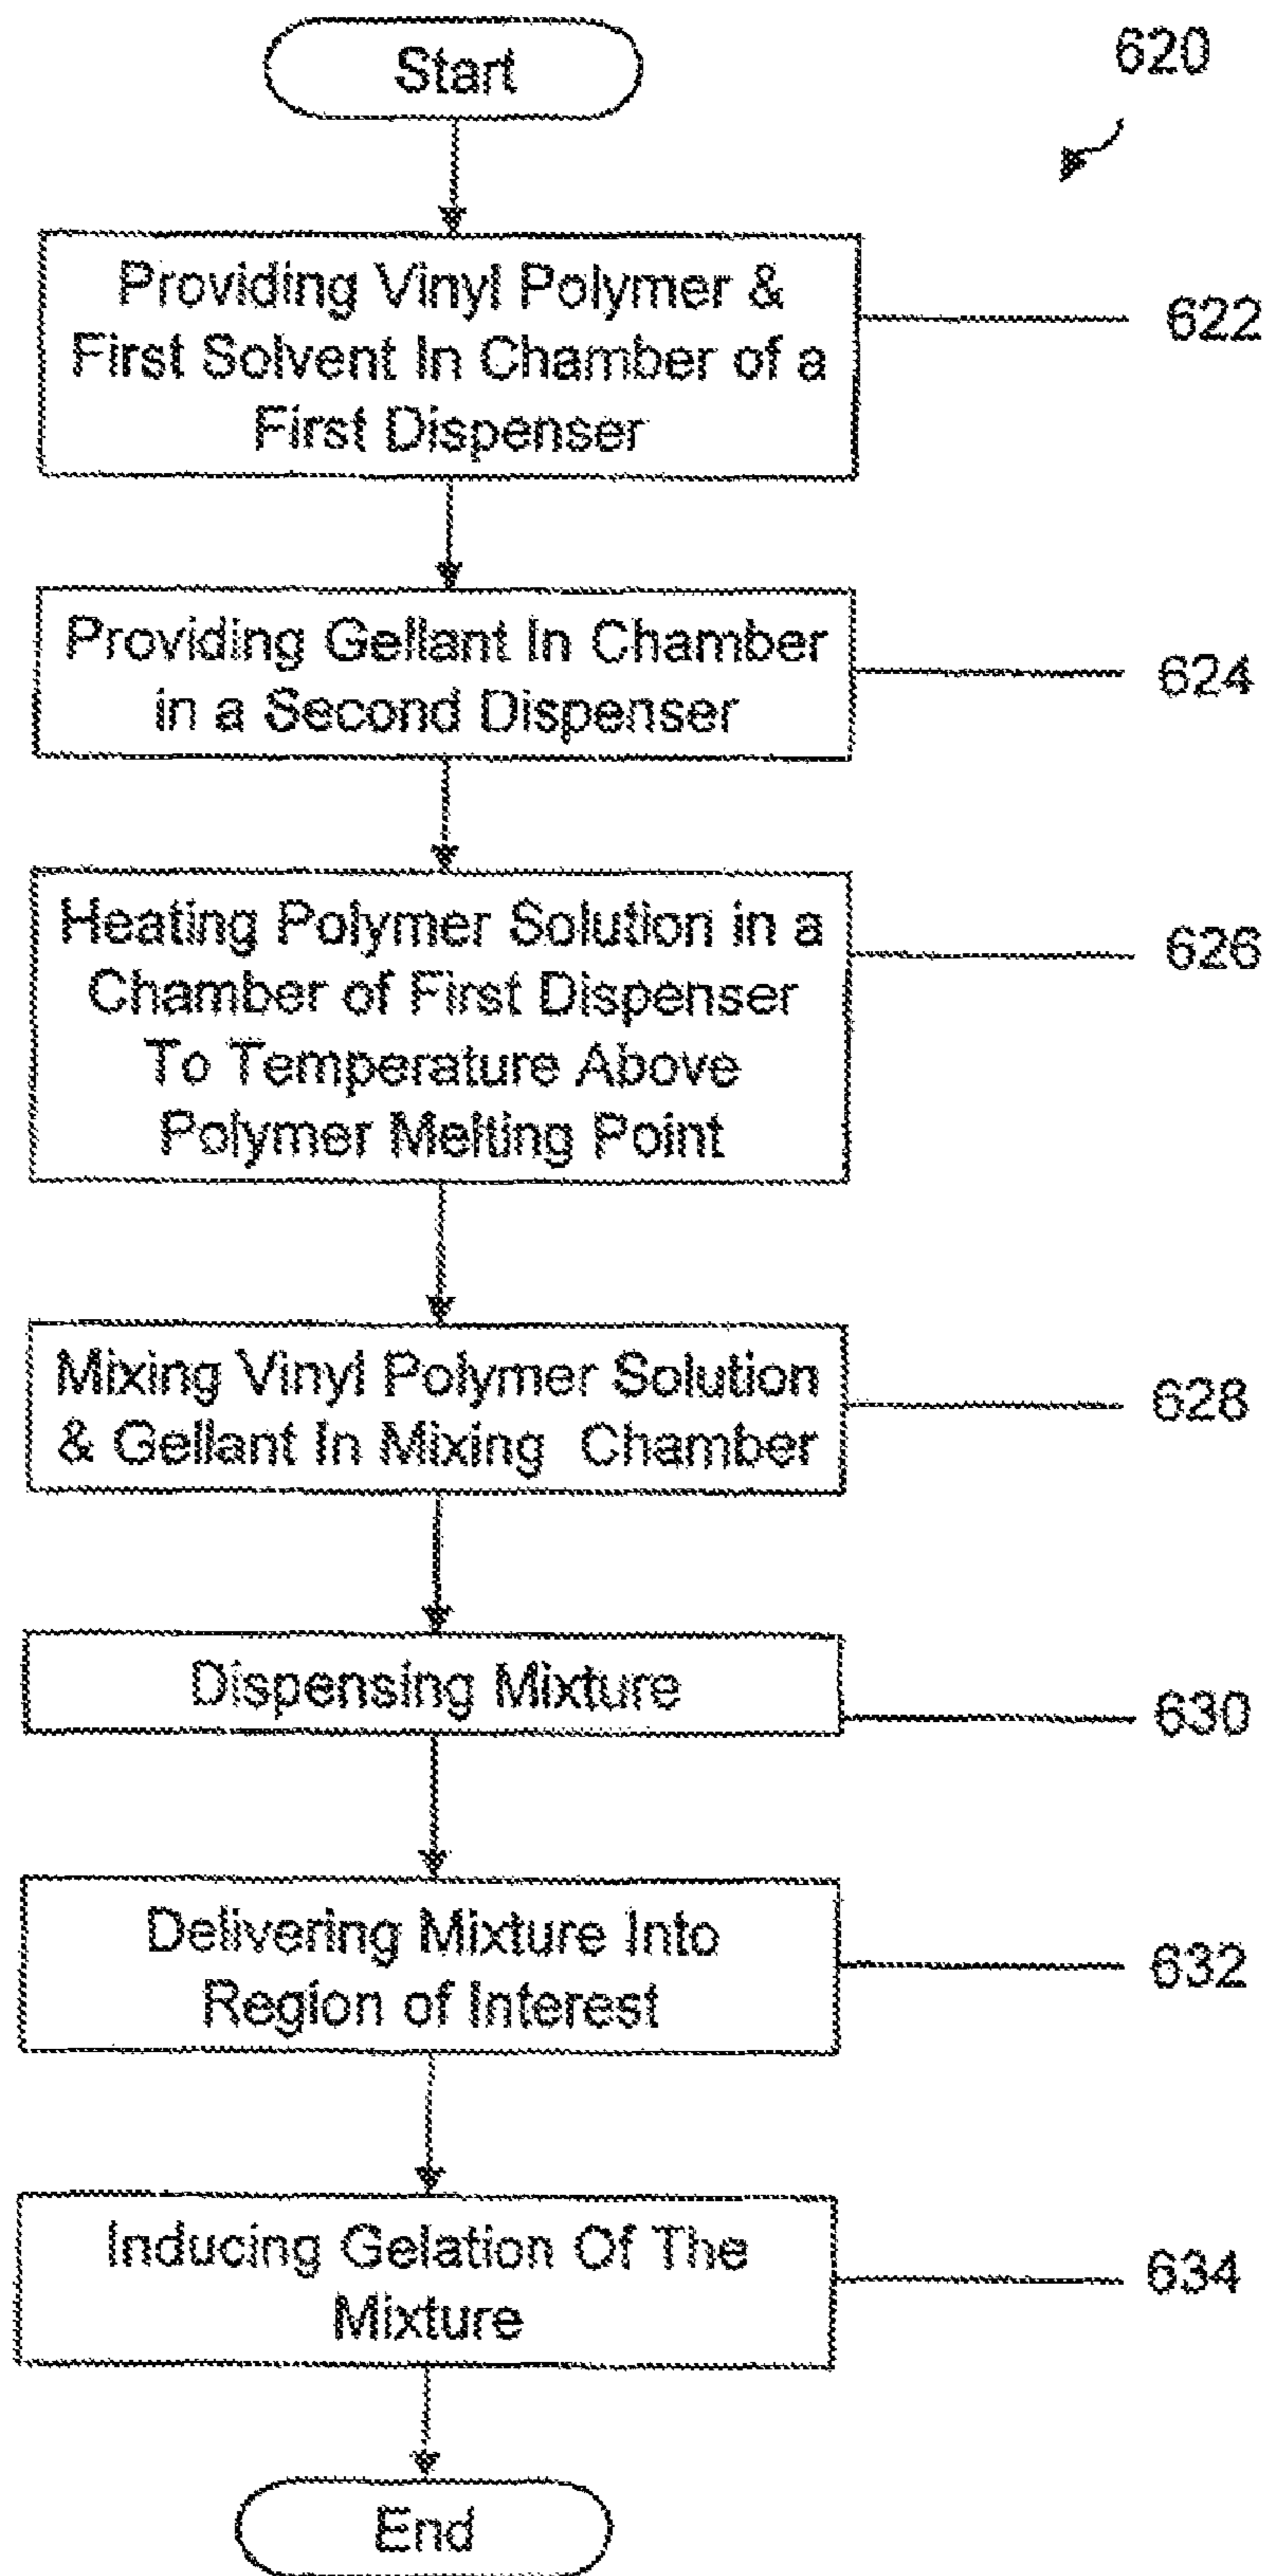 Start
620
Providing Vinyl Polymer &
First Solvent In Chamber of a
First Dispenser
622
Providing Gellant In Chamber
in a Second Dispenser
624
Heating Polymer Solution in a
Chamber of First Dispenser
To Temperature Above
Polymer Melting Point
626
Mixing Vinyl Polymer Solution
& Gellant In Mixing Chamber
628
Dispensing Mixture
630
Delivering Mixture Into
Region of Interest
632
Inducing Gelation Of The
Mixture
634
End